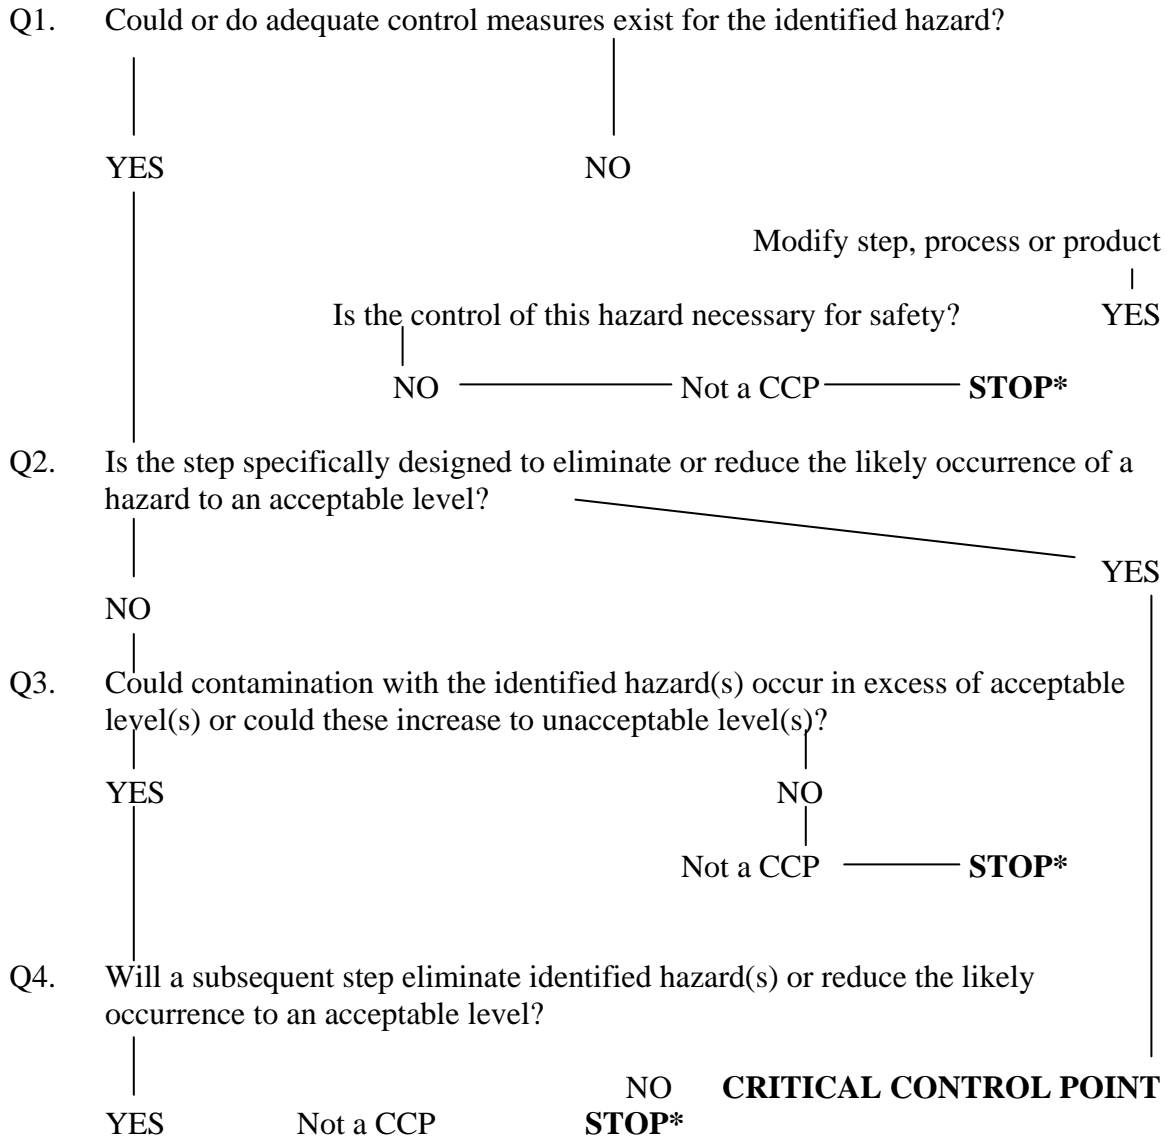 Q1. Could or do adequate control measures exist for the identified hazard?
YES NO
Modify step, process or product
Is the control of this hazard necessary for safety? YES
NO Not a CCP STOP*
Q2. Is the step specifically designed to eliminate or reduce the likely occurrence of a
hazard to an acceptable level?
YES
NO
Q3. Could contamination with the identified hazard(s) occur in excess of acceptable
level(s) or could these increase to unacceptable level(s)?
YES NO
Not a CCP STOP*
Q4. Will a subsequent step eliminate identified hazard(s) or reduce the likely
occurrence to an acceptable level?
NO CRITICAL CONTROL POINT
YES Not a CCP STOP*